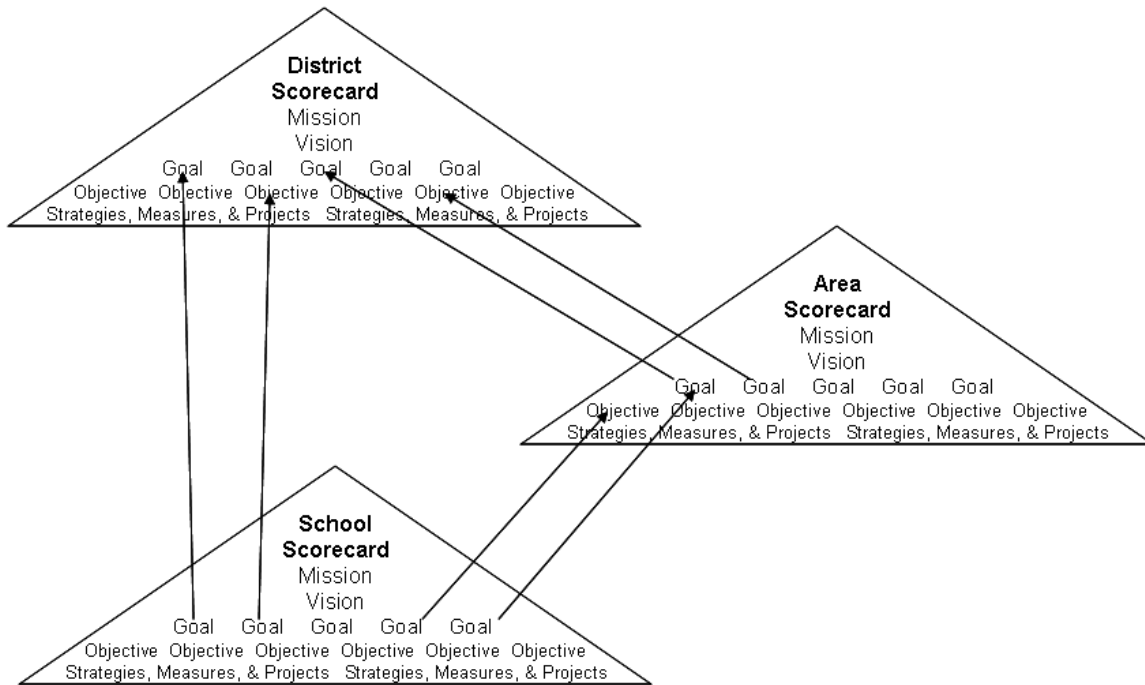 District
Scorecard
Mission
Vision
Goal Goal Goal Goal Goal
Objective Objective Objective Objective Objective Objective
Strategies, Measures, & Projects Strategies, Measures, & Projects
Area
Scorecard
Mission
Vision
Goal Goal Goal Goal Goal
Objective Objective Objective Objective Objective Objective
Strategies, Measures, & Projects Strategies, Measures, & Projects
School
Scorecard
Mission
Vision
Goal Goal Goal Goal Goal
Objective Objective Objective Objective Objective Objective
Strategies, Measures, & Projects Strategies, Measures, & Projects